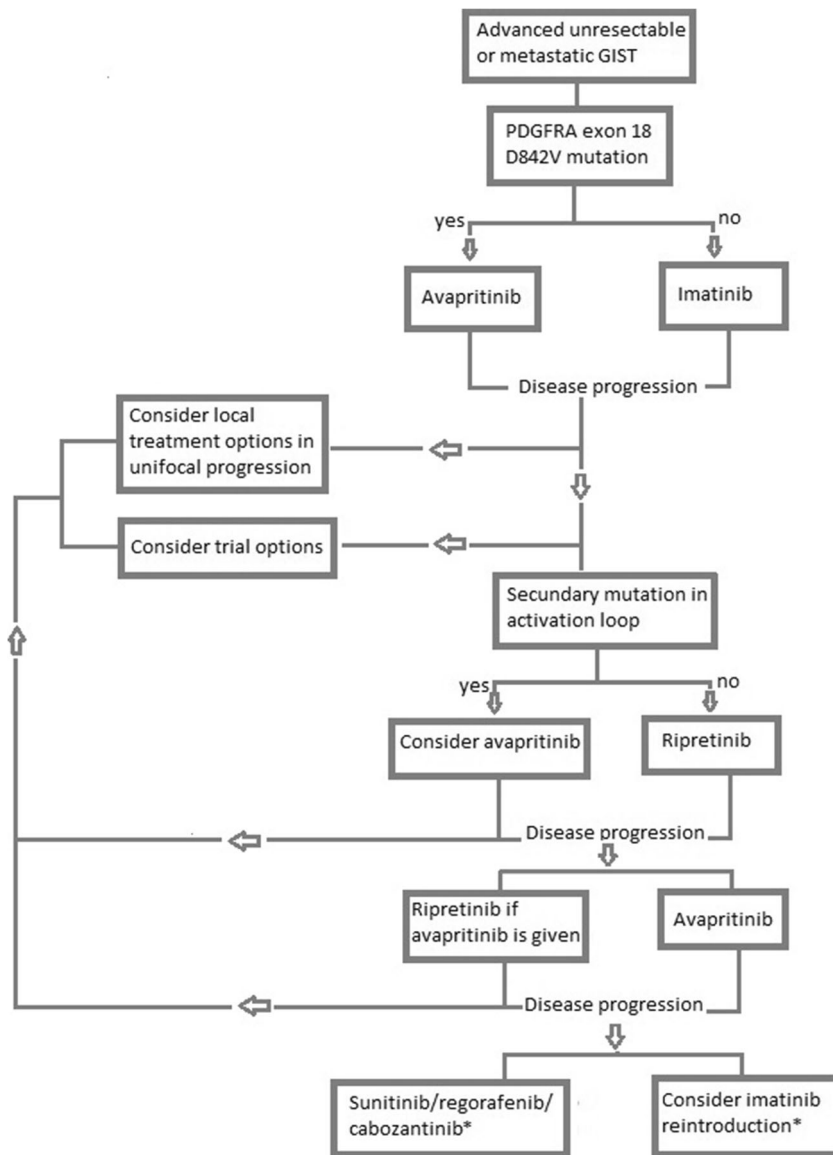 Advanced unresectable
or metastatic GIST
PDGFRA exon 18
D842V mutation
yes
no
Avapritinib
Imatinib
Disease progression
Consider local
treatment options in
unifocal progression
Consider trial options
Secundary mutation in
activation loop
yes
no
Consider avapritinib
Ripretinib
Disease progression
Ripretinib if
avapritinib is given
Avapritinib
Disease progression
Sunitinib/regorafenib/
cabozantinib*
Consider imatinib
reintroduction*